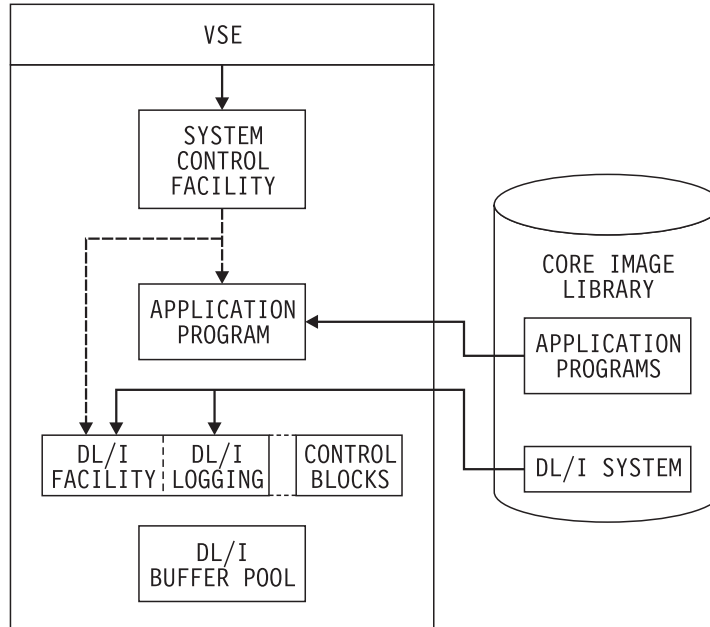 VSE
SYSTEM
CONTROL
FACILITY
CORE IMAGE
LIBRARY
APPLICATION
PROGRAM
APPLICATION
PROGRAMS
DL/I
FACILITY
DL/I
LOGGING
CONTROL
BLOCKS
DL/I SYSTEM
DL/I
BUFFER POOL